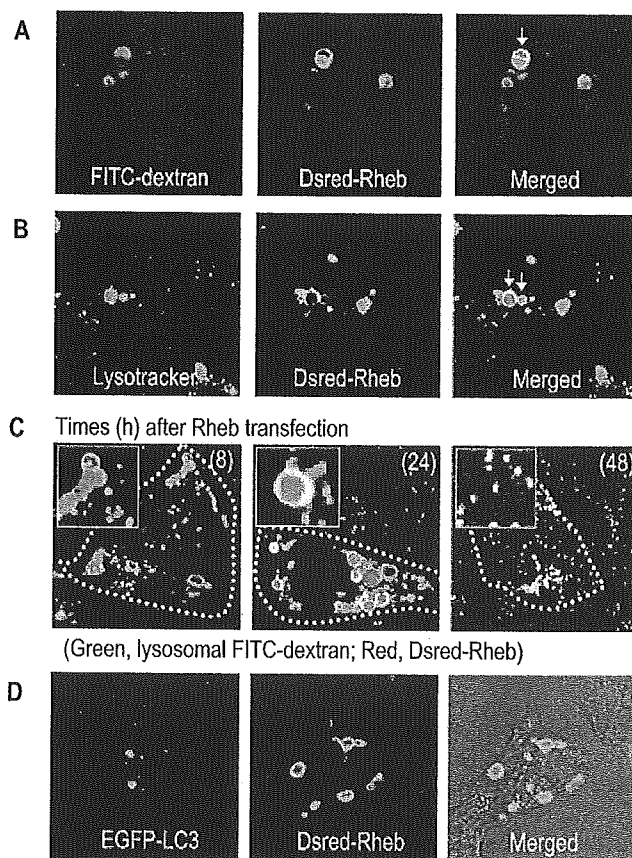 A
FITC-dextran
Dsred-Rheb
Merged
B
Lysotracker
Dsred-Rheb
Merged
C
Times (h) after Rheb transfection
(8)
(24)
(48)
(Green, lysosomal FITC-dextran; Red, Dsred-Rheb)
D
EGFP-LC3
Dsred-Rheb
Merged